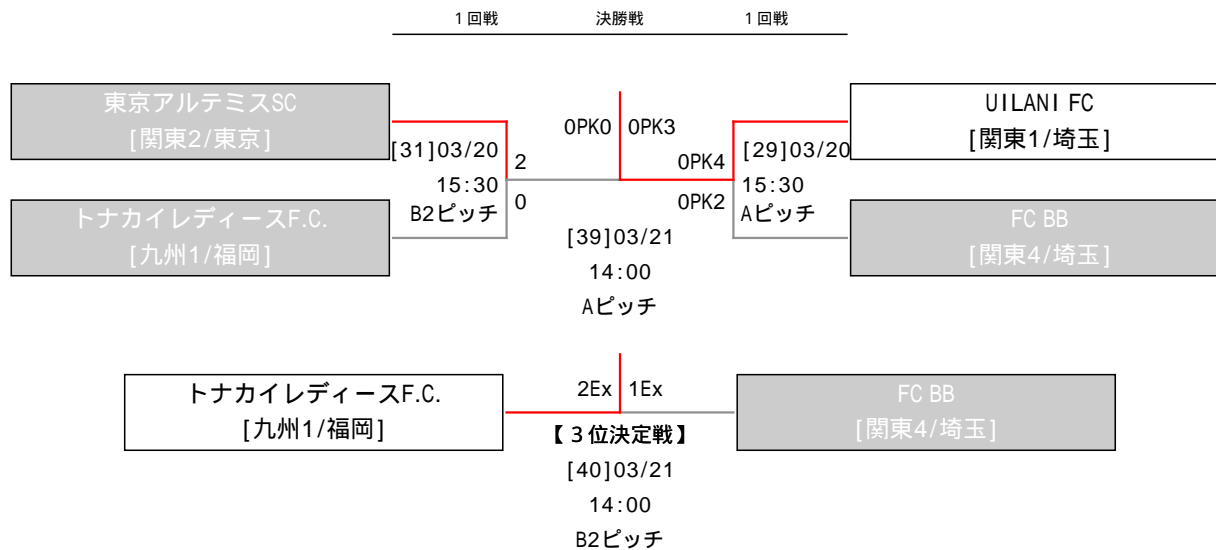 １回戦
決勝戦
１回戦
東京アルテミスSC
[関東2/東京]
トナカイレディースF.C.
[九州1/福岡]
[31]03/20
15:30
B2ピッチ
2
0
0PK0
0PK3
[39]03/21
14:00
Aピッチ
0PK4
0PK2
[29]03/20
15:30
Aピッチ
UILANI FC
[関東1/埼玉]
FC BB
[関東4/埼玉]
トナカイレディースF.C.
[九州1/福岡]
2Ex
1Ex
【３位決定戦】
[40]03/21
14:00
B2ピッチ
FC BB
[関東4/埼玉]